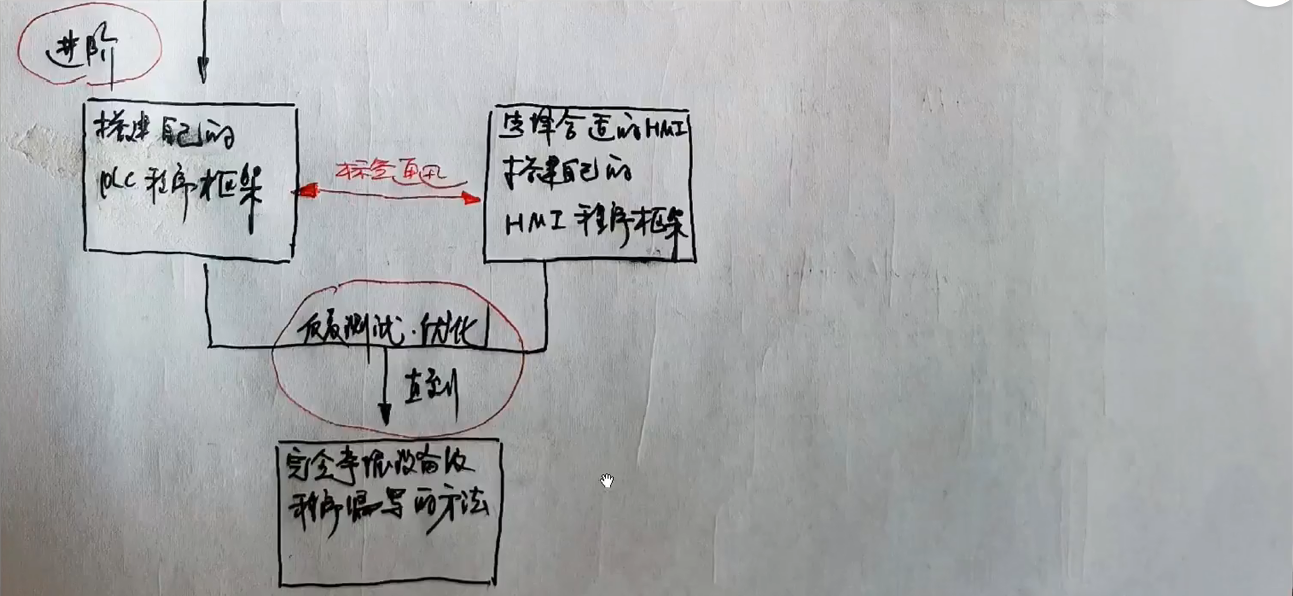 进阶
搭建自己的
PLC 程序框架
标签通讯
选择合适的HMI
搭建自己的
HMI 程序框架
反复测试.优化
直到
完全掌握设备级
程序编写的方法